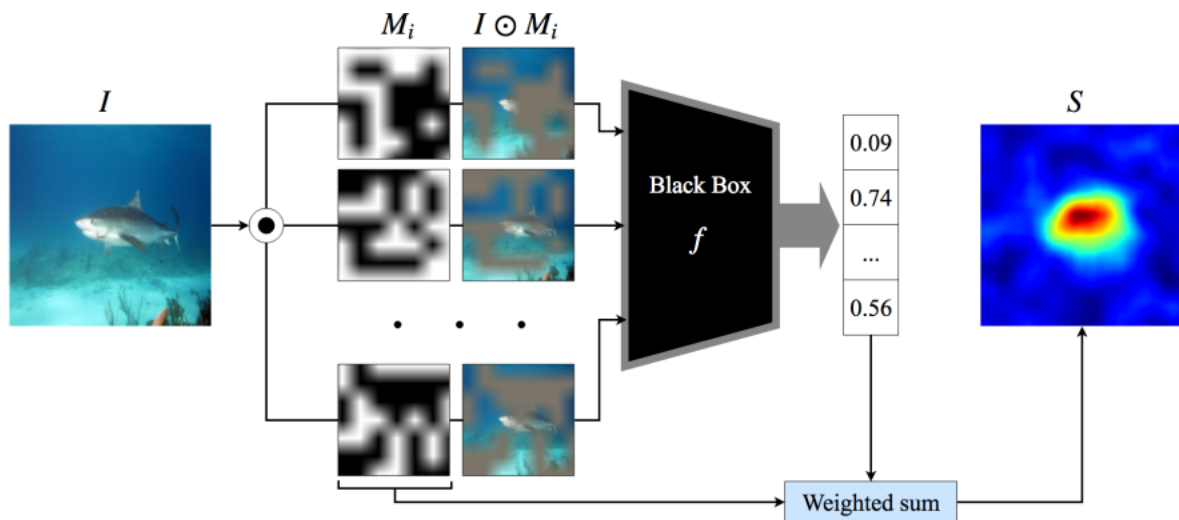 I
M_i
I ⊙ M_i
Black Box
f
0.09
0.74
...
0.56
S
Weighted sum